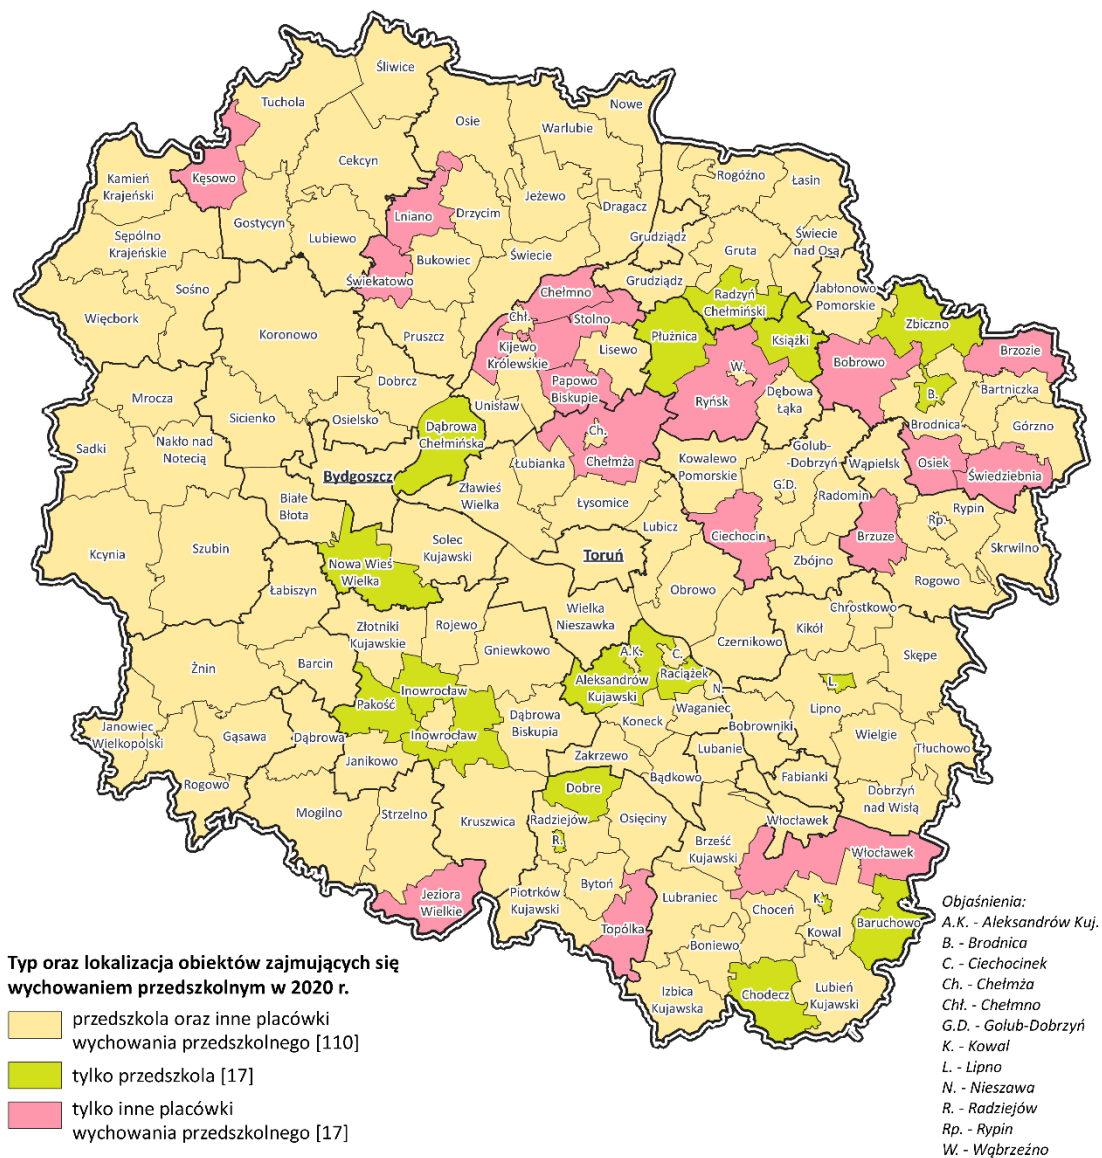 Śliwice
Tuchola
Nowe
Osie
Warlubie
Cekcyn
Rogóźno
Łasin
Kamień
Krajeński
Kęsowo
Jeżewo
Dragacz
Lniano
Drzycim
Gostycyn
Lubiewo
Grudziądz
Świecie
nad Osą
Sępólno
Krajeńskie
Bukowiec
Świecie
Gruta
Świekatowo
Grudziądz
Sośno
Chełmno
Radzyń
Chełmiński
Jabłonowo
Pomorskie
Więcbork
Koronowo
Chł.
Stolno
Zbiczno
Pruszcz
Płużnica
Książki
Kijewo
Królewskie
Lisewo
Bobrowo
Brzozie
W.
Dobrcz
Papowo
Biskupie
Mrocza
Unisław
Ryńsk
Dębowa
Łąka
B.
Bartniczka
Sicienko
Osielsko
Dąbrowa
Chełmińska
Ch.
Brodnica
Górzno
Sadki
Nakło nad
Notecią
Łubianka
Chełmża
Kowalewo
Pomorskie
Golub-
-Dobrzyń
Wąpielsk
Osiek
Świedziebnia
Bydgoszcz
G.D.
Radomin
Białe
Błota
Zławieś
Wielka
Łysomice
Lubicz
Rypin
Rp.
Ciechocin
Brzuze
Kcynia
Szubin
Solec
Kujawski
Toruń
Skrwilno
Nowa Wieś
Wielka
Zbójno
Łabiszyn
Obrowo
Rogowo
Wielka
Nieszawka
Chrostkowo
Złotniki
Kujawskie
Rojewo
Kikół
Gniewkowo
Czernikowo
A.K.
C.
Skępe
Żnin
Barcin
Aleksandrów
Kujawski
Raciążek
Inowrocław
L.
N.
Pakość
Waganiec
Lipno
Janowiec
Wielkopolski
Gąsawa
Dąbrowa
Inowrocław
Dąbrowa
Biskupia
Koneck
Bobrowniki
Wielgie
Lubanie
Tłuchowo
Janikowo
Zakrzewo
Bądkowo
Fabianki
Rogowo
Dobre
Dobrzyń
nad Wisłą
Mogilno
Strzelno
Kruszwica
Radziejów
Osięciny
Włocławek
R.
Brześć
Kujawski
Włocławek
Jeziora
Wielkie
Piotrków
Kujawski
Bytoń
Lubraniec
Choceń
K.
Baruchowo
Topólka
Kowal
Boniewo
Izbica
Kujawska
Chodecz
Lubień
Kujawski
Objaśnienia:
A.K. - Aleksandrów Kuj.
B. - Brodnica
C. - Ciechocinek
Ch. - Chełmża
Chł. - Chełmno
G.D. - Golub-Dobrzyń
K. - Kowal
L. - Lipno
N. - Nieszawa
R. - Radziejów
Rp. - Rypin
W. - Wąbrzeźno
Typ oraz lokalizacja obiektów zajmujących się
wychowaniem przedszkolnym w 2020 r.
przedszkola oraz inne placówki
wychowania przedszkolnego [110]
tylko przedszkola [17]
tylko inne placówki
wychowania przedszkolnego [17]